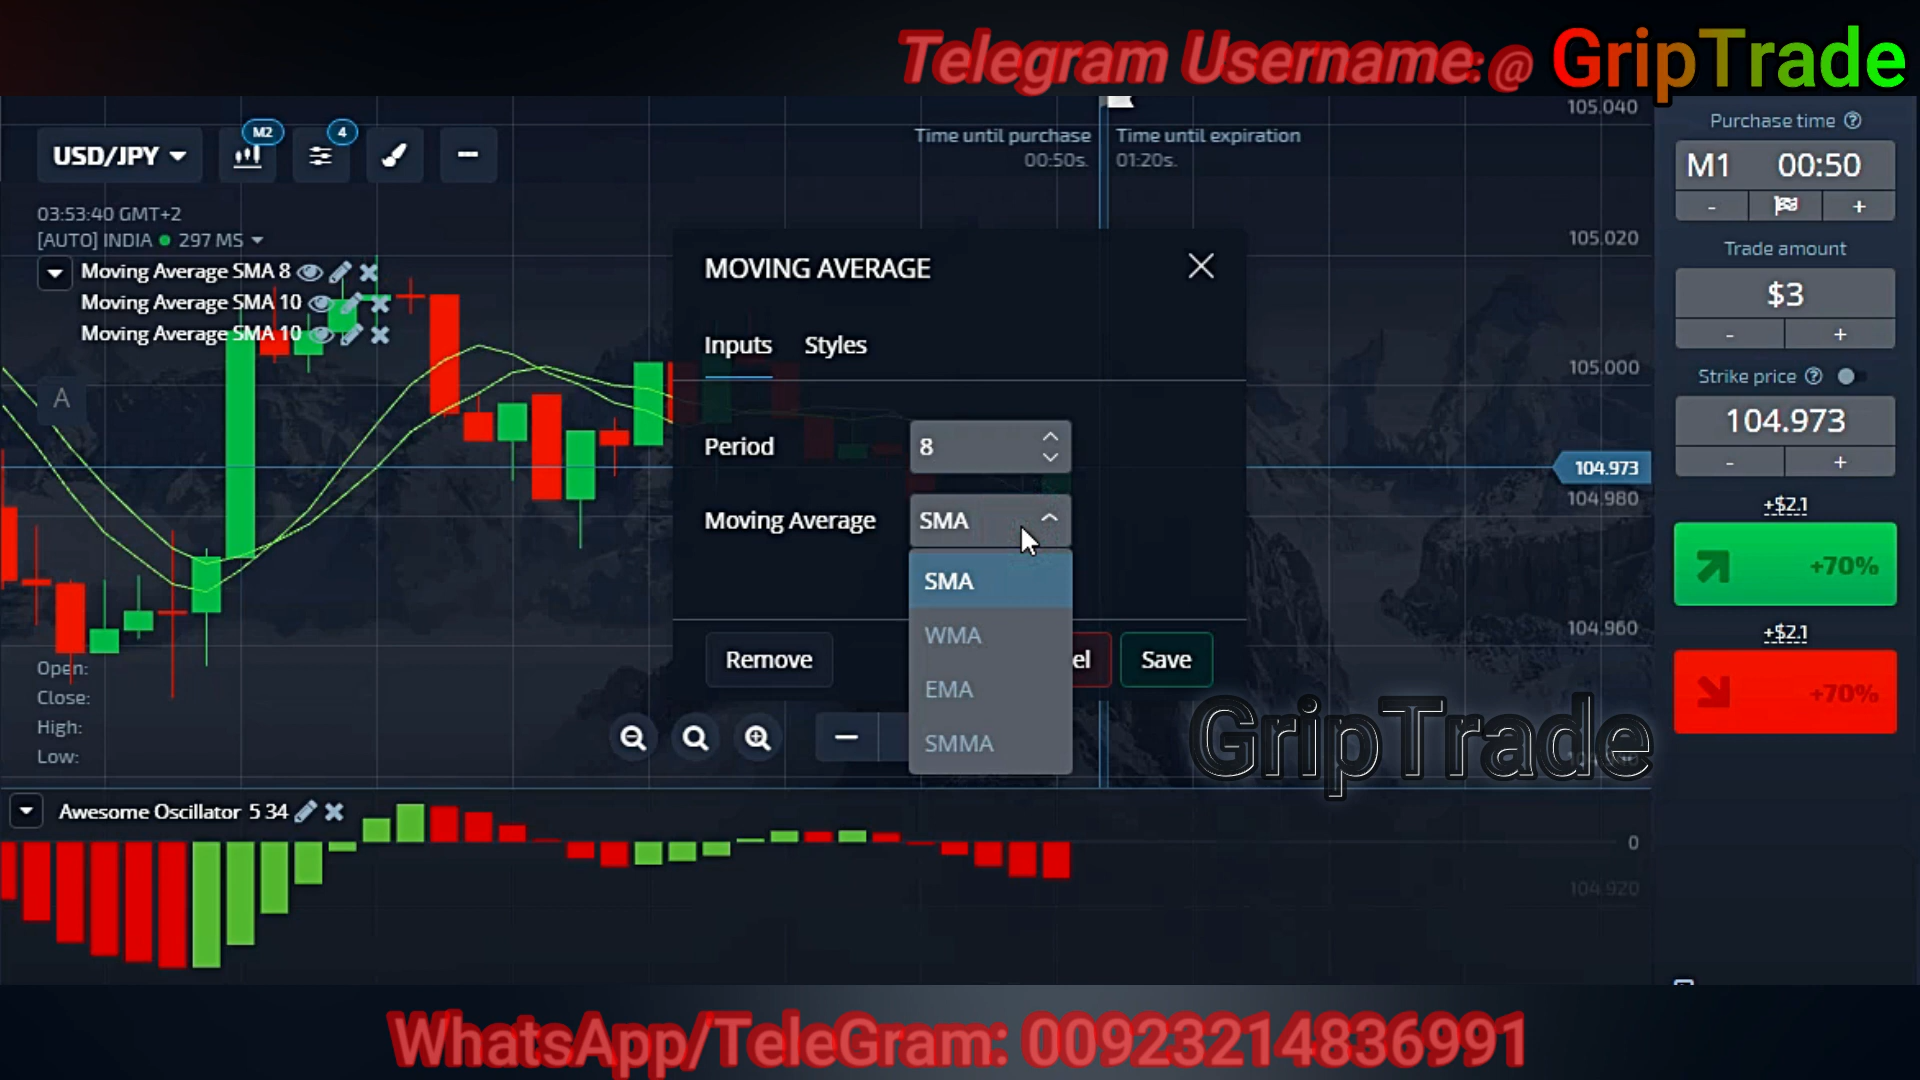 Telegram Username:@ GripTrade
USD/JPY
M2
4
Time until purchase
00:50s.
Time until expiration
01:20s.
03:53:40 GMT+2
[AUTO] INDIA 297 MS
Moving Average SMA 8
Moving Average SMA 10
Moving Average SMA 10
A
Open:
Close:
High:
Low:
MOVING AVERAGE
Inputs Styles
Period 8
Moving Average SMA
SMA
WMA
EMA
SMMA
Remove
el
Save
105.040
105.020
105.000
104.973
104.980
104.960
GripTrade
Awesome Oscillator 5 34
0
104.920
Purchase time ?
M1 00:50
- +
Trade amount
$3
- +
Strike price ?
104.973
- +
+$2.1
+70%
+$2.1
+70%
WhatsApp/TeleGram: 00923214836991